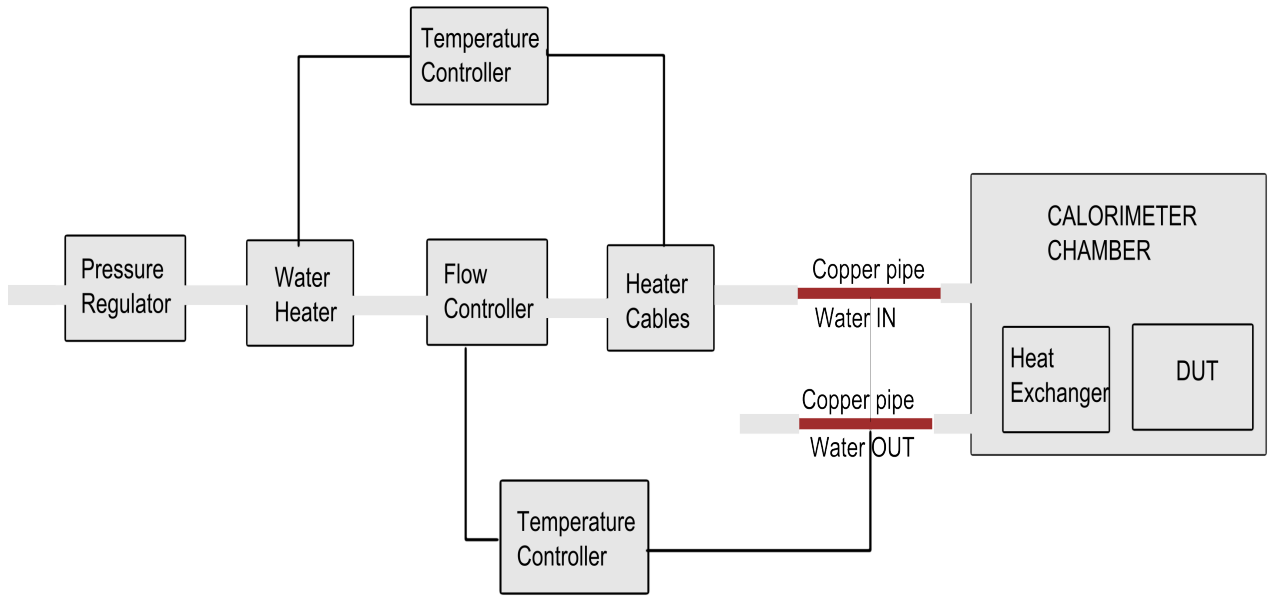 Temperature
Controller
Pressure
Regulator
Water
Heater
Flow
Controller
Heater
Cables
Copper pipe
Water IN
Copper pipe
Water OUT
CALORIMETER
CHAMBER
Heat
Exchanger
DUT
Temperature
Controller